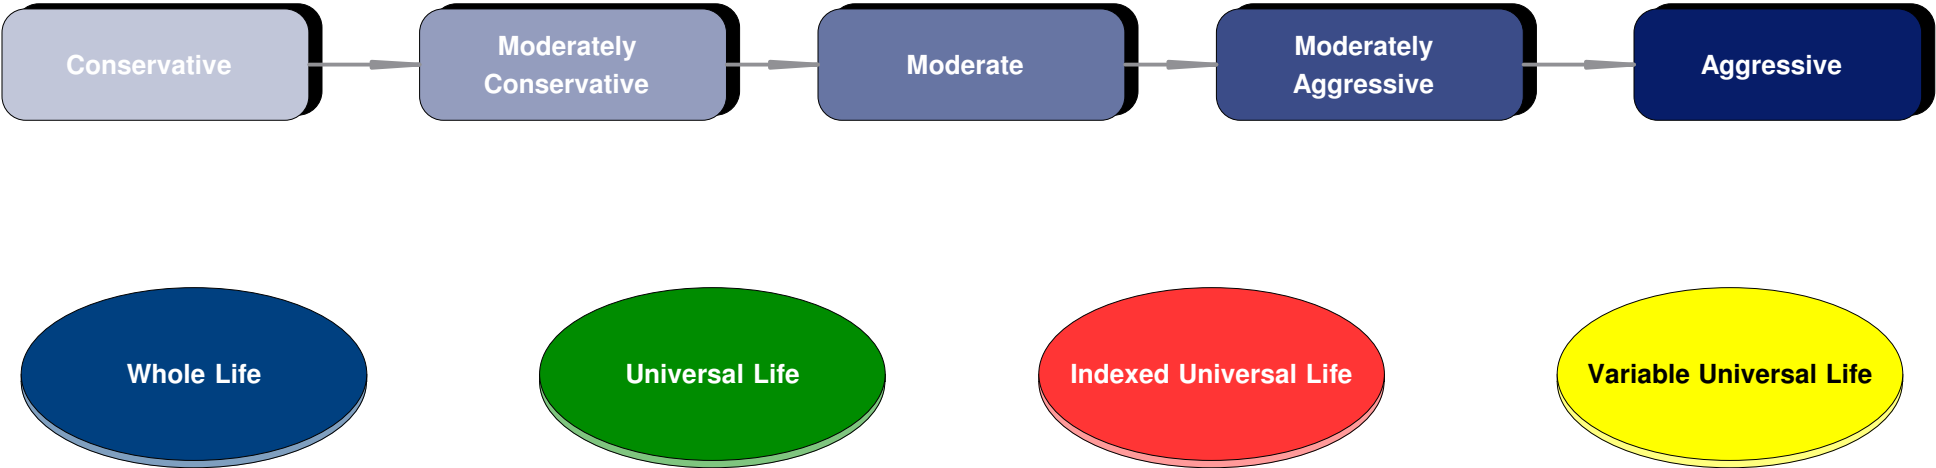 Conservative
Moderately
Conservative
Moderate
Moderately
Aggressive
Aggressive
Whole Life
Universal Life
Indexed Universal Life
Variable Universal Life